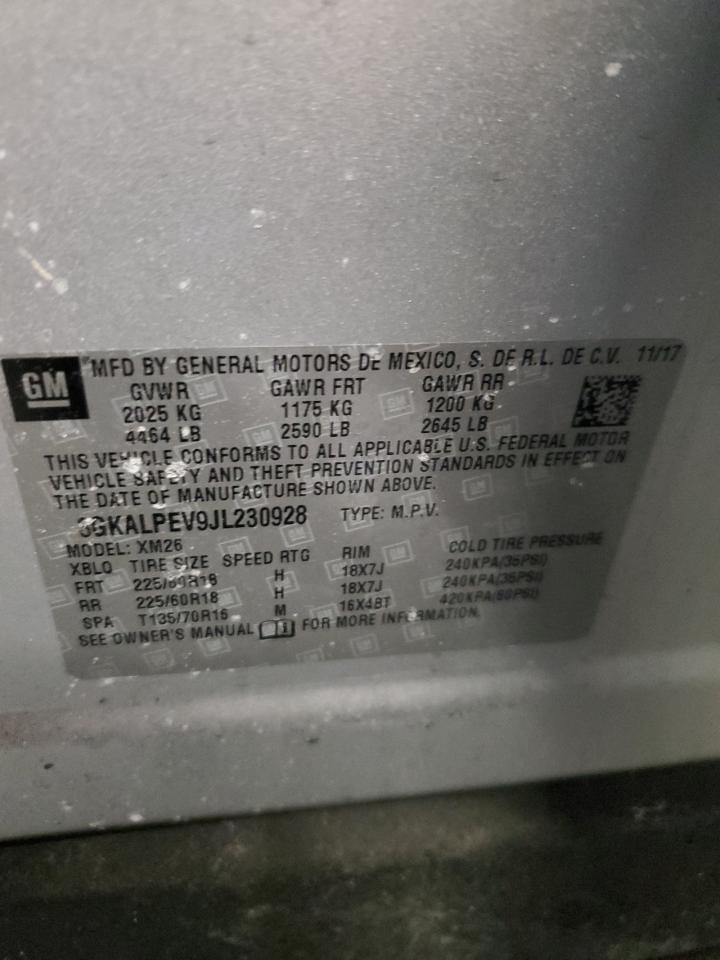 GM
MFD BY GENERAL MOTORS DE MEXICO, S. DE R.L. DE C.V. 11/17
GVWR GAWR FRT GAWR RR
2025 KG 1175 KG 1200 KG
4464 LB 2590 LB 2645 LB
THIS VEHICLE CONFORMS TO ALL APPLICABLE U.S. FEDERAL MOTOR
VEHICLE SAFETY AND THEFT PREVENTION STANDARDS IN EFFECT ON
THE DATE OF MANUFACTURE SHOWN ABOVE.
3GKALPEV9JL230928 TYPE: M.P.V.
MODEL: XM26
XBLO TIRE SIZE SPEED RTG RIM COLD TIRE PRESSURE
FRT 225/60R18 H 18X7J 240KPA(35PSI)
RR 225/60R18 H 18X7J 240KPA(35PSI)
SPA T135/70R16 M 16X4BT 420KPA(60PSI)
SEE OWNER'S MANUAL FOR MORE INFORMATION.